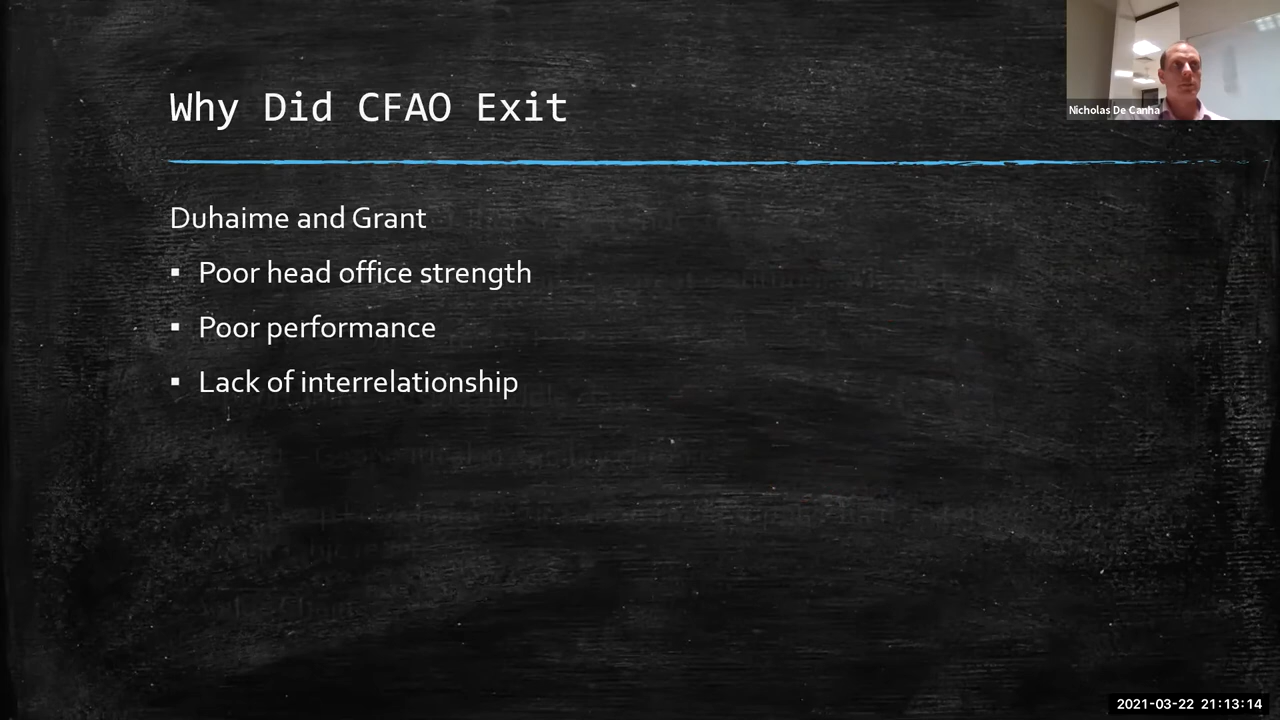 Why Did CFAO Exit
Nicholas De Canha
Duhaime and Grant
▪ Poor head office strength
▪ Poor performance
▪ Lack of interrelationship
2021-03-22 21:13:14